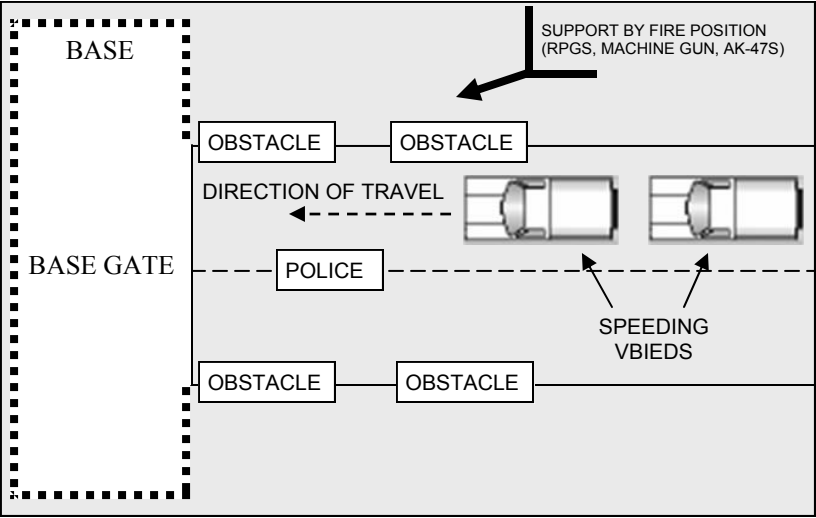 SUPPORT BY FIRE POSITION
(RPGS, MACHINE GUN, AK-47S)
BASE
OBSTACLE
OBSTACLE
DIRECTION OF TRAVEL
BASE GATE
POLICE
SPEEDING
VBIEDS
OBSTACLE
OBSTACLE